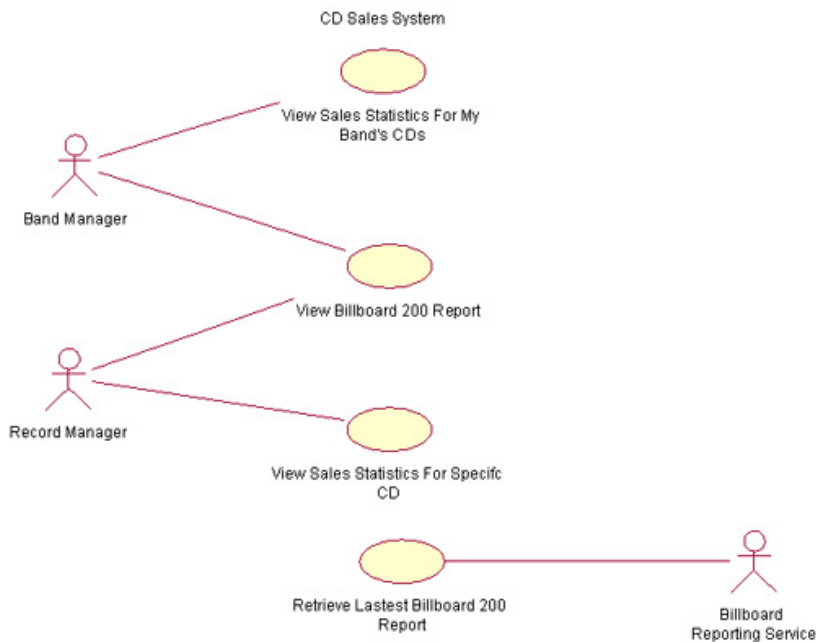 CD Sales System
View Sales Statistics For My
Band's CDs
Band Manager
View Billboard 200 Report
Record Manager
View Sales Statistics For Specifc
CD
Retrieve Lastest Billboard 200
Report
Billboard
Reporting Service